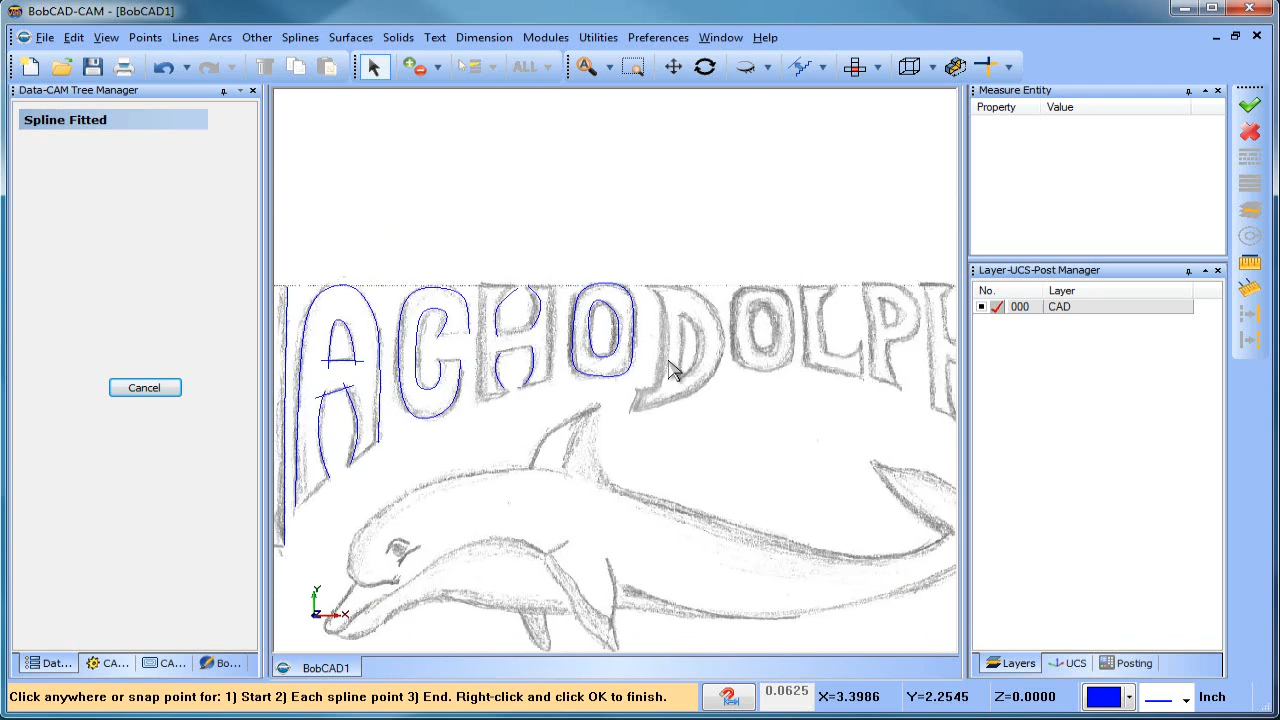 BobCAD-CAM - [BobCAD1]
File Edit View Points Lines Arcs Other Splines Surfaces Solids Text Dimension Modules Utilities Preferences Window Help
ALL
Data-CAM Tree Manager
Spline Fitted
Cancel
ACHO DOLPH
Measure Entity
Property Value
Layer-UCS-Post Manager
No. Layer
000 CAD
Y
Z X
Dat... CA... CA... Bo...
BobCAD1
Layers UCS Posting
Click anywhere or snap point for: 1) Start 2) Each spline point 3) End. Right-click and click OK to finish.
0.0625 X=3.3986 Y=2.2545 Z=0.0000 Inch